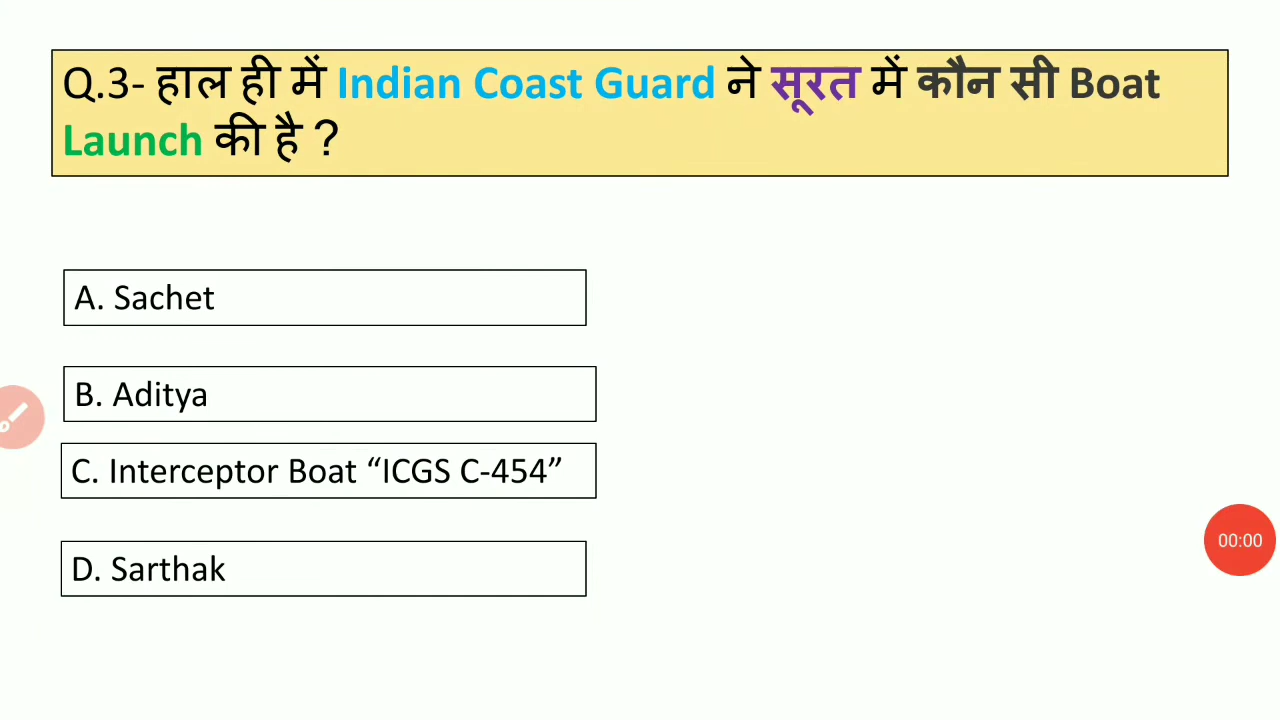 Q.3- हाल ही में Indian Coast Guard ने सूरत में कौन सी Boat
Launch की है ?
A. Sachet
B. Aditya
C. Interceptor Boat “ICGS C-454”
D. Sarthak
00:00